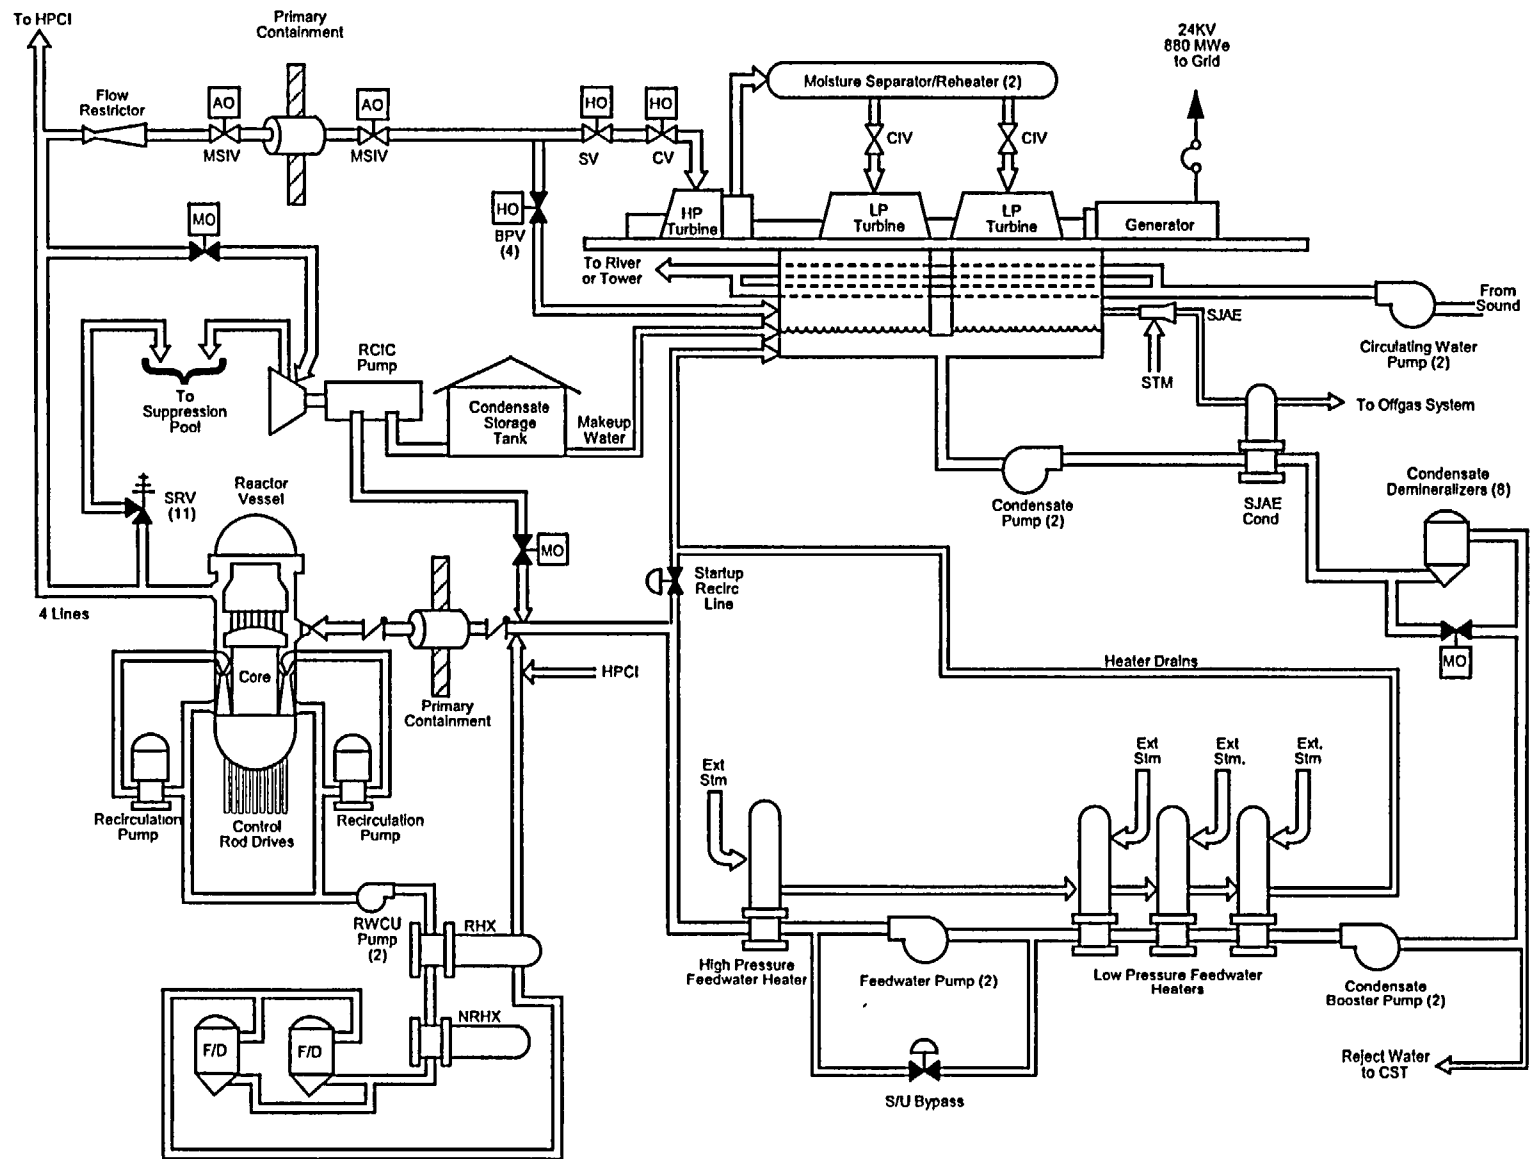 To HPCI
Primary
Containment
24KV
880 MWe
to Grid
Flow
Restrictor
AO
AO
HO
HO
Moisture Separator/Reheater (2)
MSIV
MSIV
SV
CV
CIV
CIV
MO
HO
BPV
(4)
HP
Turbine
LP
Turbine
LP
Turbine
Generator
To River
or Tower
From
Sound
SJAE
Circulating Water
Pump (2)
STM
RCIC
Pump
To
Suppression
Pool
Condensate
Storage
Tank
Makeup
Water
To Offgas System
Condensate
Pump (2)
SJAE
Cond
Condensate
Demineralizers (8)
SRV
(11)
Reactor
Vessel
MO
Startup
Recirc
Line
4 Lines
MO
Core
HPCI
Heater Drains
Primary
Containment
Ext
Stm
Ext
Stm
Ext
Stm.
Ext.
Stm
Recirculation
Pump
Control
Rod Drives
Recirculation
Pump
RWCU
Pump
(2)
RHX
High Pressure
Feedwater Heater
Feedwater Pump (2)
Low Pressure Feedwater
Heaters
Condensate
Booster Pump (2)
NRHX
F/D
F/D
Reject Water
to CST
S/U Bypass